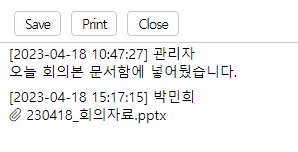 Save Print Close
[2023-04-18 10:47:27] 관리자
오늘 회의본 문서함에 넣어뒀습니다.
[2023-04-18 15:17:15] 박민희
230418_회의자료.pptx